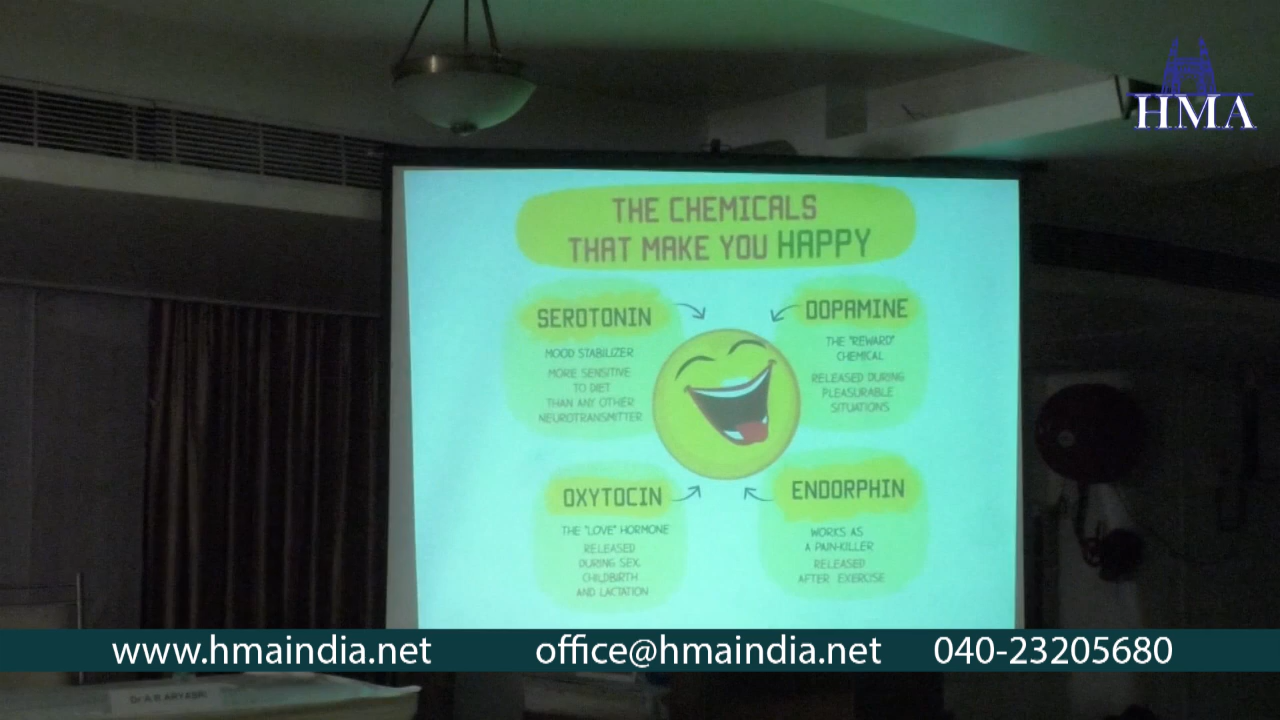 HMA
THE CHEMICALS
THAT MAKE YOU HAPPY
SEROTONIN
MOOD STABILIZER
MORE SENSITIVE
TO DIET
THAN ANY OTHER
NEUROTRANSMITTER
DOPAMINE
THE "REWARD"
CHEMICAL
RELEASED DURING
PLEASURABLE
SITUATIONS
OXYTOCIN
THE "LOVE" HORMONE
RELEASED
DURING SEX,
CHILDBIRTH
AND LACTATION
ENDORPHIN
WORKS AS
A PAIN-KILLER
RELEASED
AFTER EXERCISE
www.hmaindia.net office@hmaindia.net 040-23205680